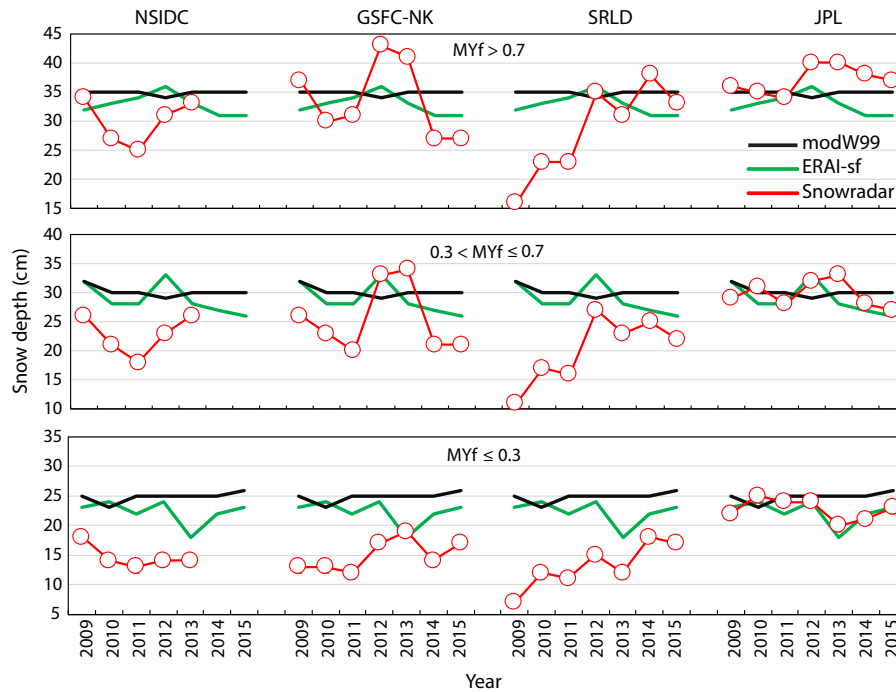 NSIDC GSFC-NK SRLD JPL
45
40
35
30
25
20
15
MYf > 0.7
modW99
ERAI-sf
Snowradar
40
35
30
25
20
15
10
0.3 < MYf ≤ 0.7
Snow depth (cm)
35
30
25
20
15
10
5
MYf ≤ 0.3
2009 2010 2011 2012 2013 2014 2015 2009 2010 2011 2012 2013 2014 2015 2009 2010 2011 2012 2013 2014 2015 2009 2010 2011 2012 2013 2014 2015
Year